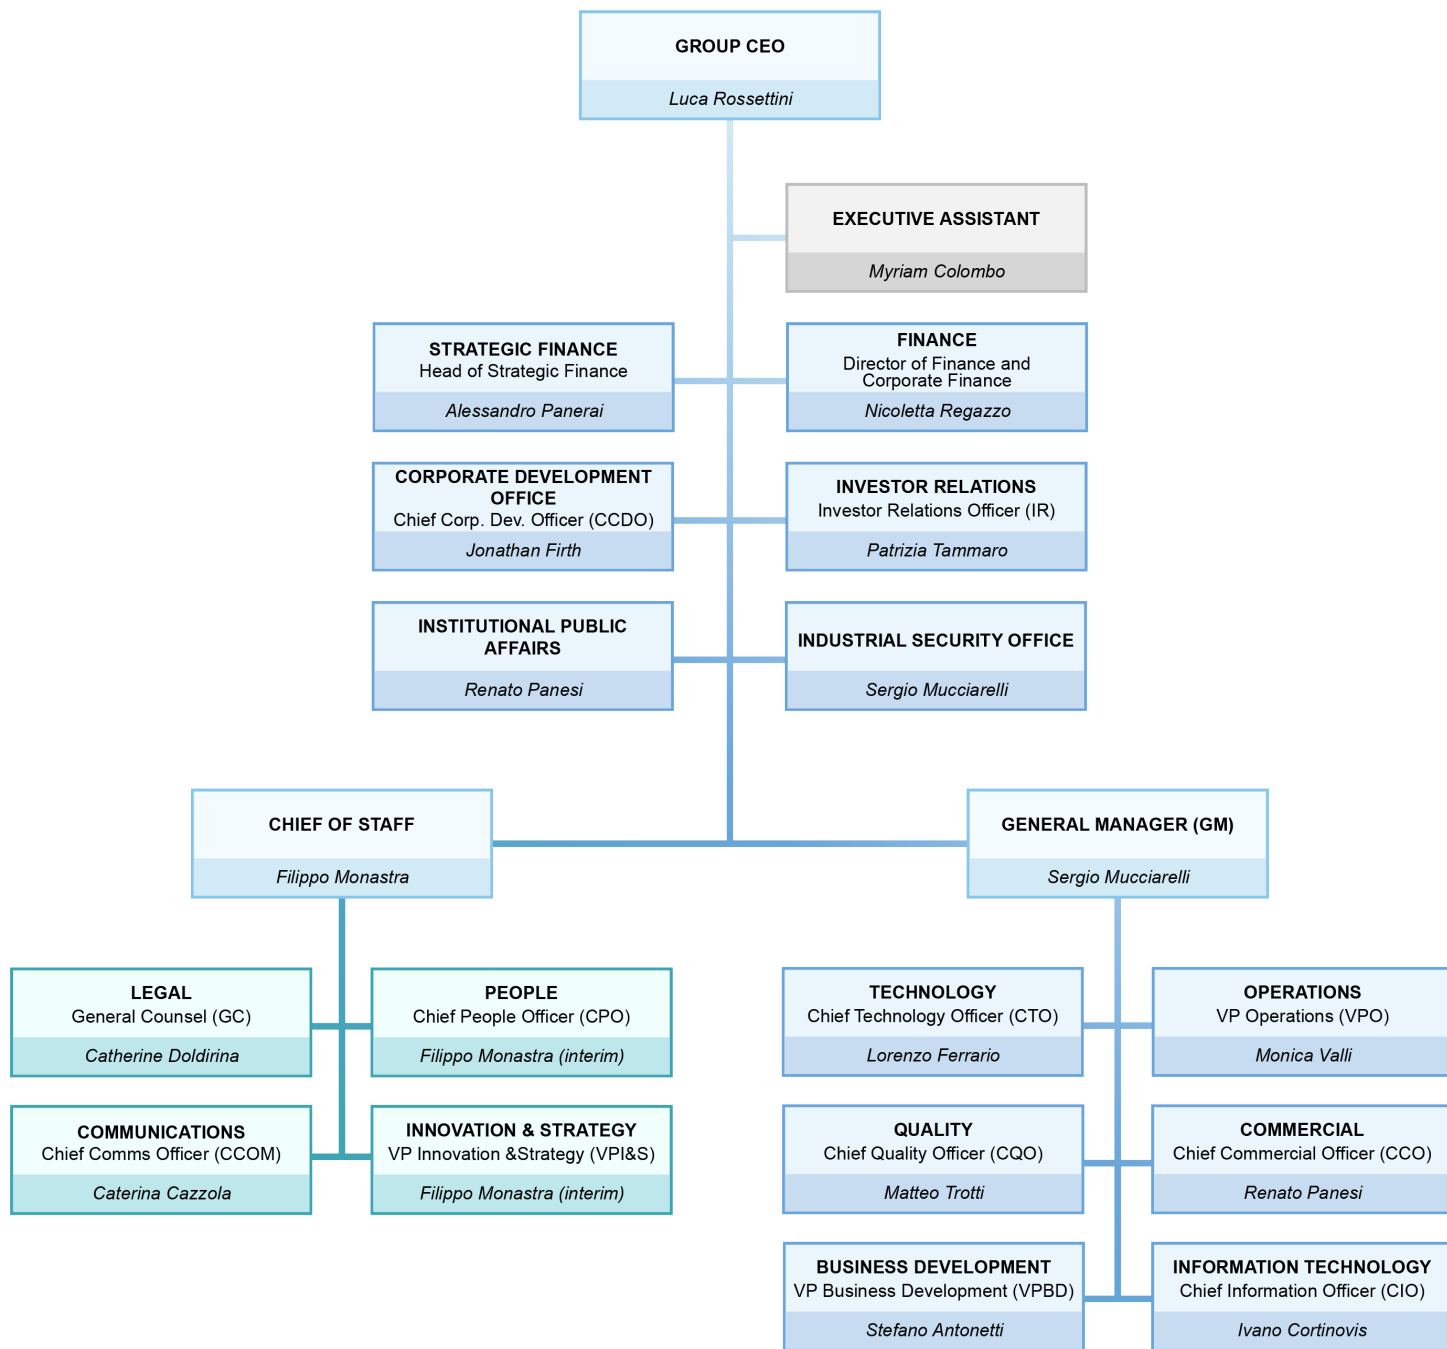 GROUP CEO
Luca Rossettini
EXECUTIVE ASSISTANT
Myriam Colombo
STRATEGIC FINANCE
Head of Strategic Finance
Alessandro Panerai
FINANCE
Director of Finance and
Corporate Finance
Nicoletta Regazzo
CORPORATE DEVELOPMENT
OFFICE
Chief Corp. Dev. Officer (CCDO)
Jonathan Firth
INVESTOR RELATIONS
Investor Relations Officer (IR)
Patrizia Tammaro
INSTITUTIONAL PUBLIC
AFFAIRS
Renato Panesi
INDUSTRIAL SECURITY OFFICE
Sergio Mucciarelli
CHIEF OF STAFF
Filippo Monastra
GENERAL MANAGER (GM)
Sergio Mucciarelli
LEGAL
General Counsel (GC)
Catherine Doldirina
PEOPLE
Chief People Officer (CPO)
Filippo Monastra (interim)
TECHNOLOGY
Chief Technology Officer (CTO)
Lorenzo Ferrario
OPERATIONS
VP Operations (VPO)
Monica Valli
COMMUNICATIONS
Chief Comms Officer (CCOM)
Caterina Cazzola
INNOVATION & STRATEGY
VP Innovation &Strategy (VPI&S)
Filippo Monastra (interim)
QUALITY
Chief Quality Officer (CQO)
Matteo Trotti
COMMERCIAL
Chief Commercial Officer (CCO)
Renato Panesi
BUSINESS DEVELOPMENT
VP Business Development (VPBD)
Stefano Antonetti
INFORMATION TECHNOLOGY
Chief Information Officer (CIO)
Ivano Cortinovis